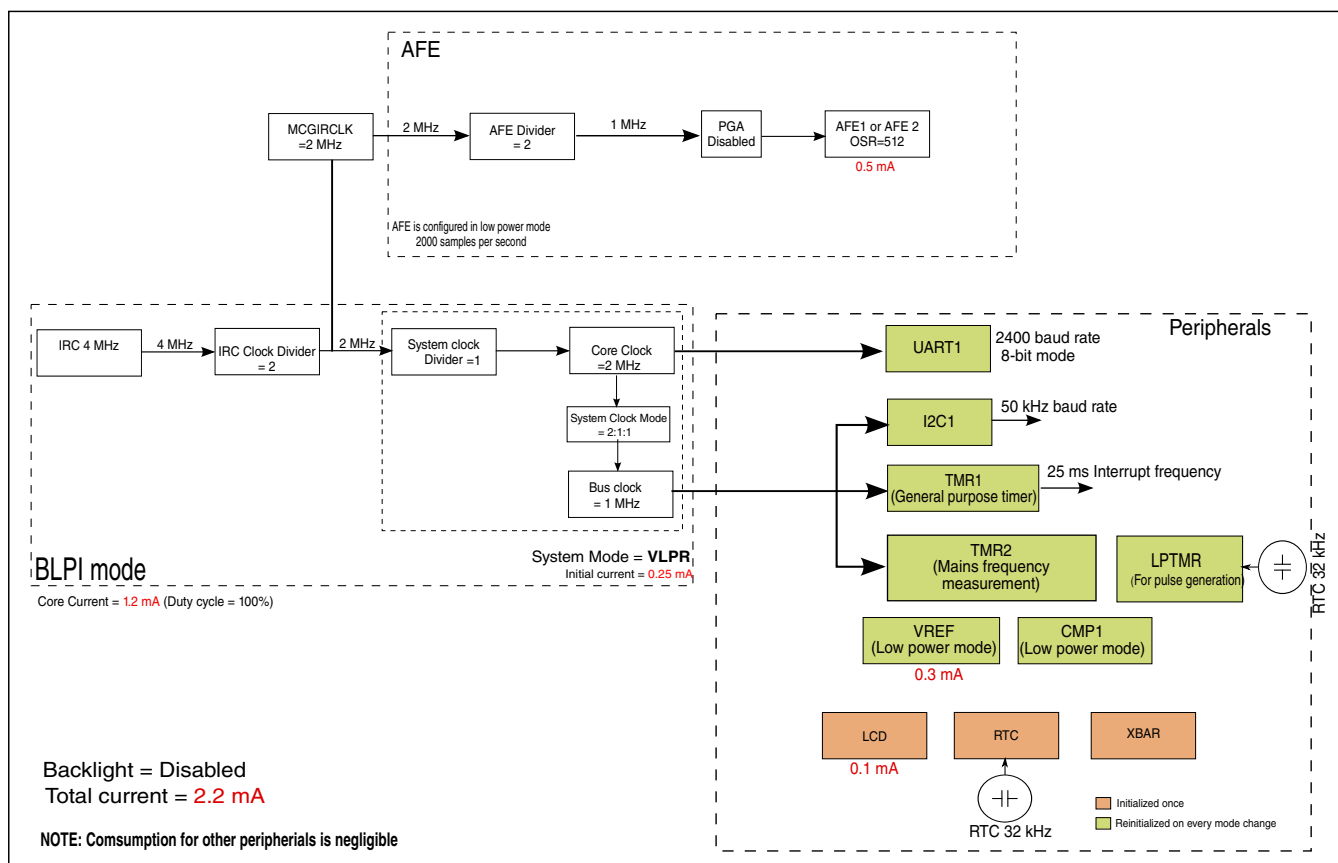 AFE
MCGIRCLK
=2 MHz
2 MHz
AFE Divider
= 2
1 MHz
PGA
Disabled
AFE1 or AFE 2
OSR=512
0.5 mA
AFE is configured in low power mode
2000 samples per second
IRC 4 MHz
4 MHz
IRC Clock Divider
= 2
2 MHz
System clock
Divider =1
Core Clock
=2 MHz
System Clock Mode
= 2:1:1
Bus clock
= 1 MHz
BLPI mode
System Mode = VLPR
Initial current = 0.25 mA
Core Current = 1.2 mA (Duty cycle = 100%)
Peripherals
UART1
2400 baud rate
8-bit mode
I2C1
50 kHz baud rate
TMR1
(General purpose timer)
25 ms Interrupt frequency
TMR2
(Mains frequency
measurement)
LPTMR
(For pulse generation)
RTC 32 kHz
VREF
(Low power mode)
0.3 mA
CMP1
(Low power mode)
LCD
0.1 mA
RTC
XBAR
RTC 32 kHz
Initialized once
Reinitialized on every mode change
Backlight = Disabled
Total current = 2.2 mA
NOTE: Comsumption for other peripherials is negligible